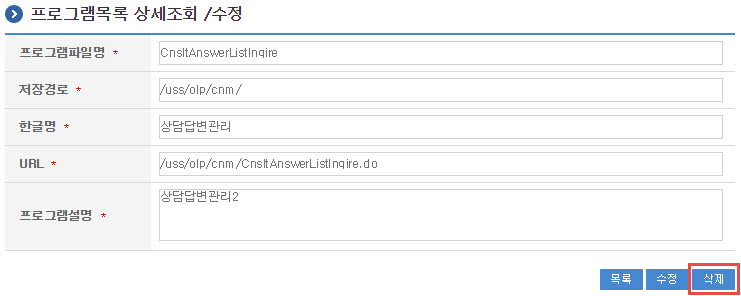 프로그램목록 상세조회 /수정
프로그램파일명 * CnsltAnswerListInqire
저장경로 * /uss/olp/cnm/
한글명 * 상담답변관리
URL * /uss/olp/cnm/CnsltAnswerListInqire.do
프로그램설명 * 상담답변관리2
목록 수정 삭제